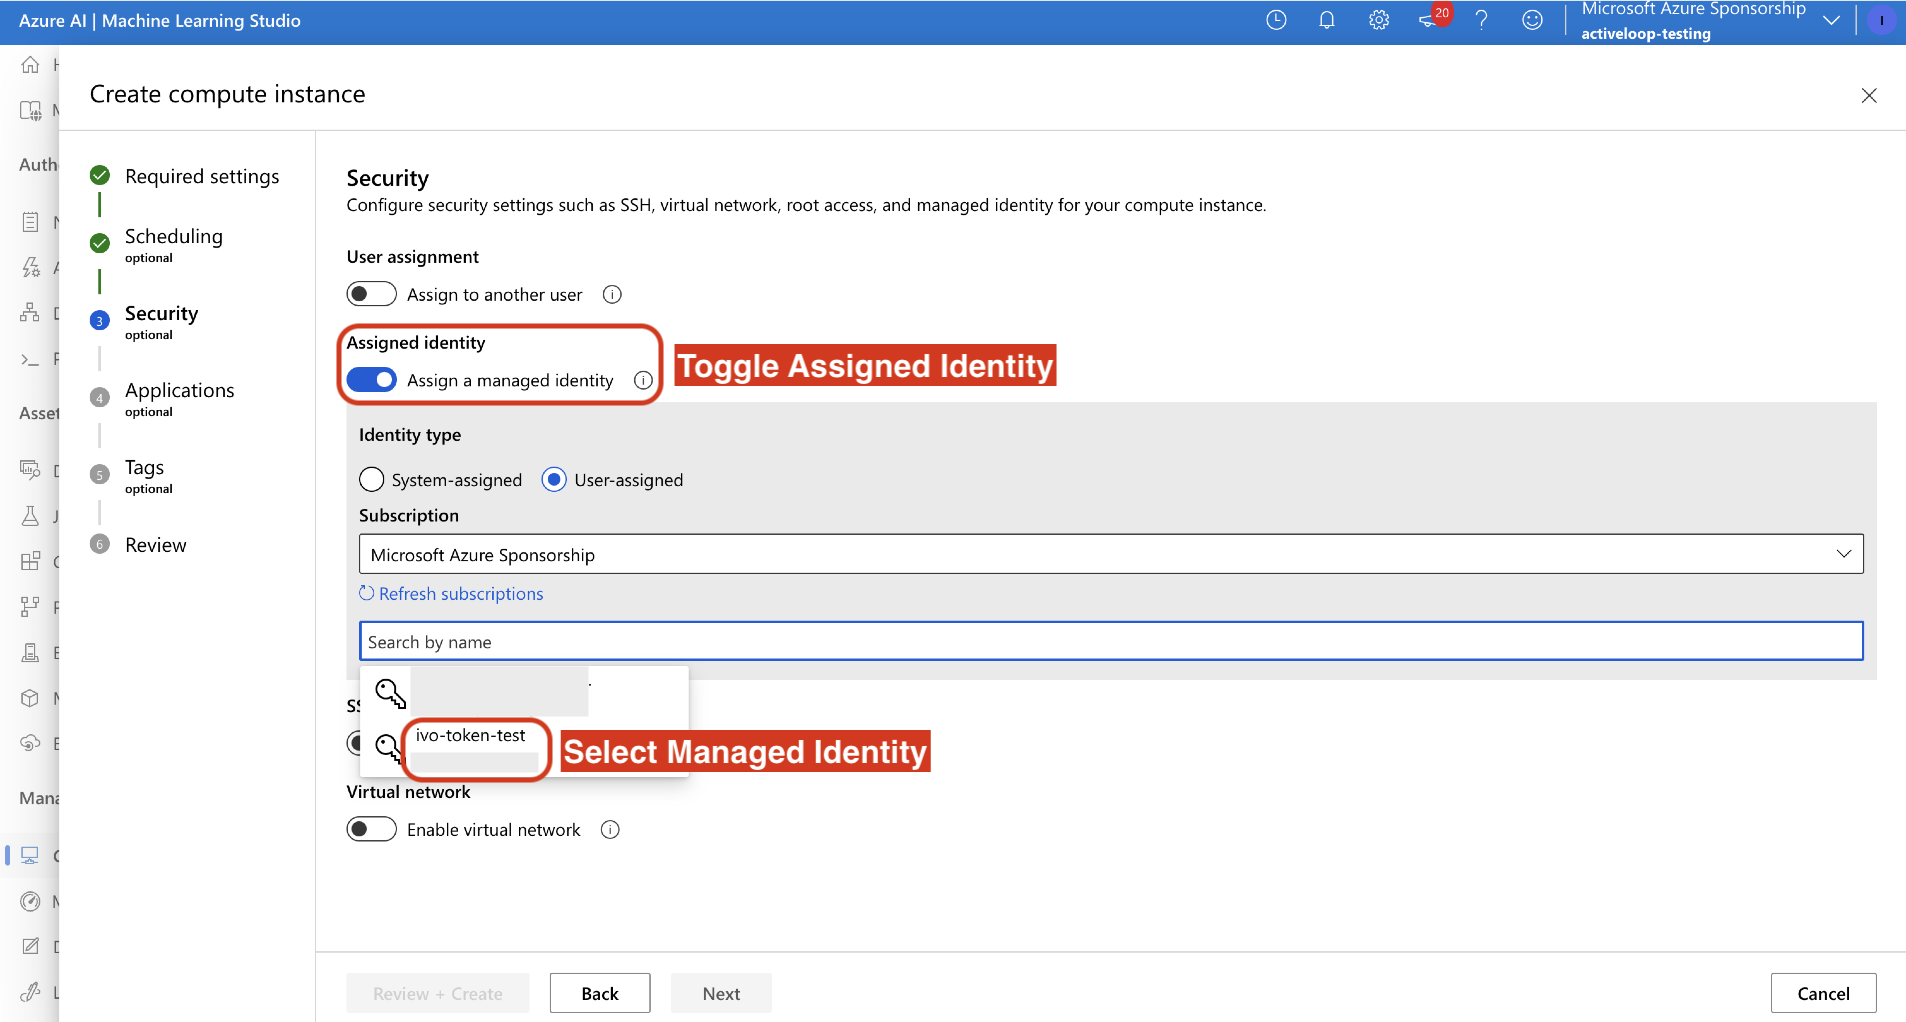 Azure AI | Machine Learning Studio
20
Microsoft Azure Sponsorship
activeloop-testing
I
Create compute instance
Required settings
Scheduling
optional
3
Security
optional
4
Applications
optional
5
Tags
optional
6
Review
Security
Configure security settings such as SSH, virtual network, root access, and managed identity for your compute instance.
User assignment
Assign to another user
Assigned identity
Assign a managed identity
Toggle Assigned Identity
Identity type
System-assigned
User-assigned
Subscription
Microsoft Azure Sponsorship
Refresh subscriptions
Search by name
ivo-token-test
Select Managed Identity
Virtual network
Enable virtual network
Review + Create
Back
Next
Cancel